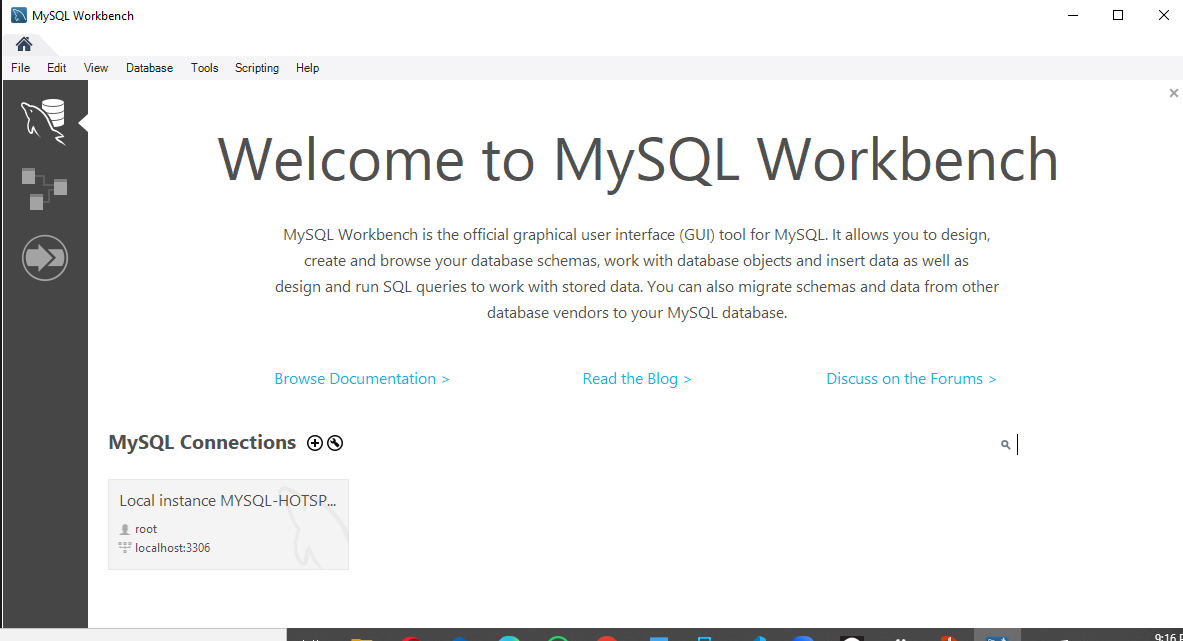 MySQL Workbench
File Edit View Database Tools Scripting Help
Welcome to MySQL Workbench
MySQL Workbench is the official graphical user interface (GUI) tool for MySQL. It allows you to design,
create and browse your database schemas, work with database objects and insert data as well as
design and run SQL queries to work with stored data. You can also migrate schemas and data from other
database vendors to your MySQL database.
Browse Documentation > Read the Blog > Discuss on the Forums >
MySQL Connections
Local instance MYSQL-HOTSP...
root
localhost:3306
9:16 P